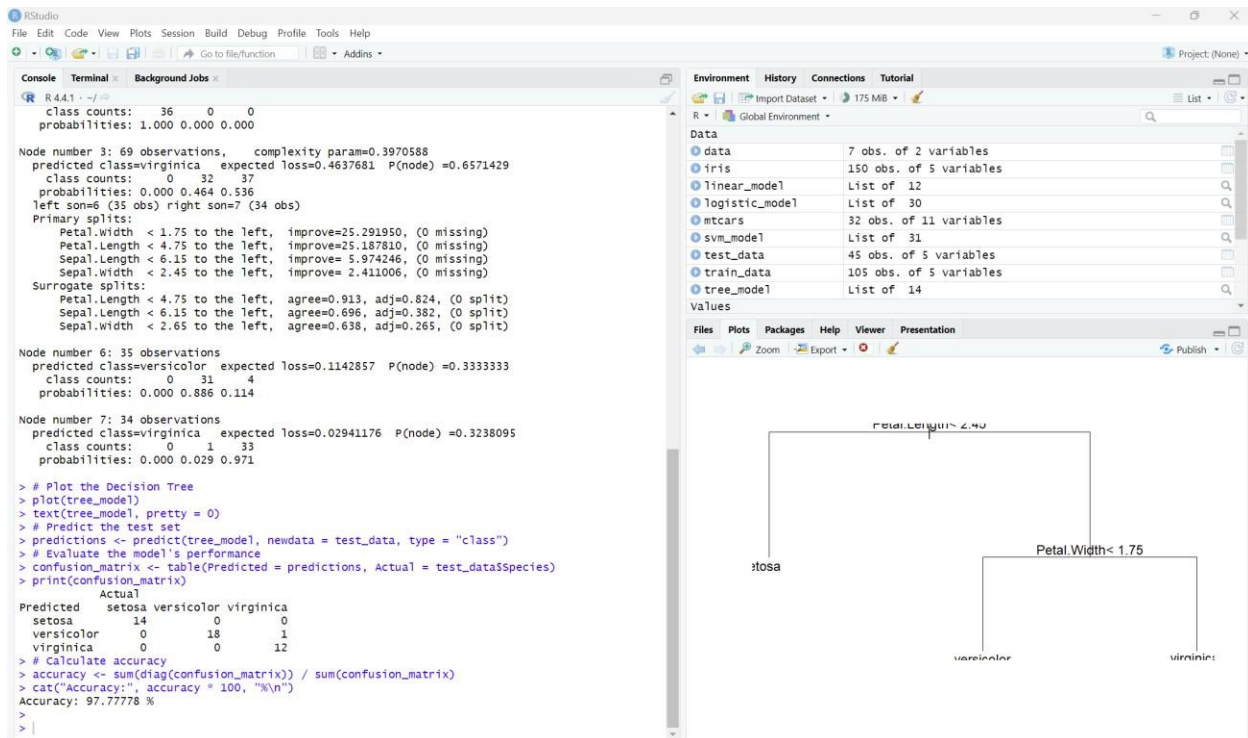 RStudio
File Edit Code View Plots Session Build Debug Profile Tools Help
Go to file/function Addins Project: (None)
Console Terminal Background Jobs
R 4.4.1 · ~/
class counts: 36 0 0
probabilities: 1.000 0.000 0.000
Node number 3: 69 observations, complexity param=0.3970588
predicted class=virginica expected loss=0.4637681 P(node) =0.6571429
class counts: 0 32 37
probabilities: 0.000 0.464 0.536
left son=6 (35 obs) right son=7 (34 obs)
Primary splits:
Petal.Width < 1.75 to the left, improve=25.291950, (0 missing)
Petal.Length < 4.75 to the left, improve=25.187810, (0 missing)
Sepal.Length < 6.15 to the left, improve= 5.974246, (0 missing)
Sepal.Width < 2.45 to the left, improve= 2.411006, (0 missing)
Surrogate splits:
Petal.Length < 4.75 to the left, agree=0.913, adj=0.824, (0 split)
Sepal.Length < 6.15 to the left, agree=0.696, adj=0.382, (0 split)
Sepal.Width < 2.65 to the left, agree=0.638, adj=0.265, (0 split)
Node number 6: 35 observations
predicted class=versicolor expected loss=0.1142857 P(node) =0.3333333
class counts: 0 31 4
probabilities: 0.000 0.886 0.114
Node number 7: 34 observations
predicted class=virginica expected loss=0.02941176 P(node) =0.3238095
class counts: 0 1 33
probabilities: 0.000 0.029 0.971
> # Plot the Decision Tree
> plot(tree_model)
> text(tree_model, pretty = 0)
> # Predict the test set
> predictions <- predict(tree_model, newdata = test_data, type = "class")
> # Evaluate the model's performance
> confusion_matrix <- table(Predicted = predictions, Actual = test_data$Species)
> print(confusion_matrix)
Actual
Predicted setosa versicolor virginica
setosa 14 0 0
versicolor 0 18 1
virginica 0 0 12
> # Calculate accuracy
> accuracy <- sum(diag(confusion_matrix)) / sum(confusion_matrix)
> cat("Accuracy:", accuracy * 100, "%\n")
Accuracy: 97.77778 %
>
>
Environment History Connections Tutorial
Import Dataset 175 MiB List
R Global Environment
Data
data 7 obs. of 2 variables
iris 150 obs. of 5 variables
linear_model List of 12
logistic_model List of 30
mtcars 32 obs. of 11 variables
svm_model List of 31
test_data 45 obs. of 5 variables
train_data 105 obs. of 5 variables
tree_model List of 14
Values
Files Plots Packages Help Viewer Presentation
Zoom Export Publish
Petal.Length< 2.45
Petal.Width< 1.75
etosa
versicolor virginic